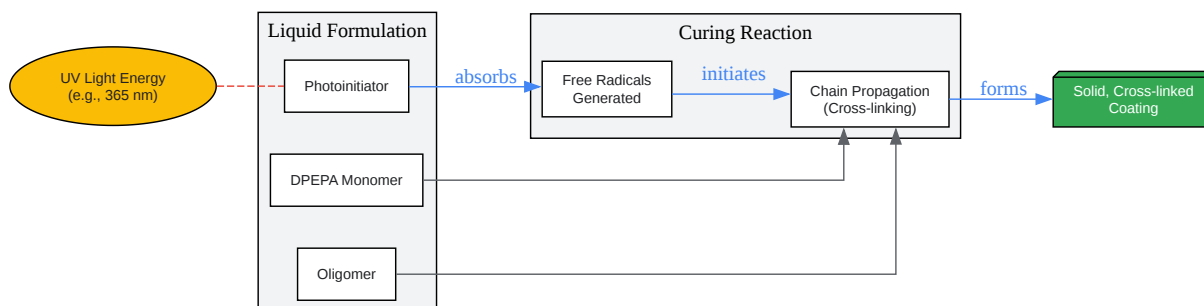 Liquid Formulation
Curing Reaction
UV Light Energy
(e.g., 365 nm)
Photoinitiator
absorbs
Free Radicals
Generated
initiates
Chain Propagation
(Cross-linking)
forms
Solid, Cross-linked
Coating
DPEPA Monomer
Oligomer